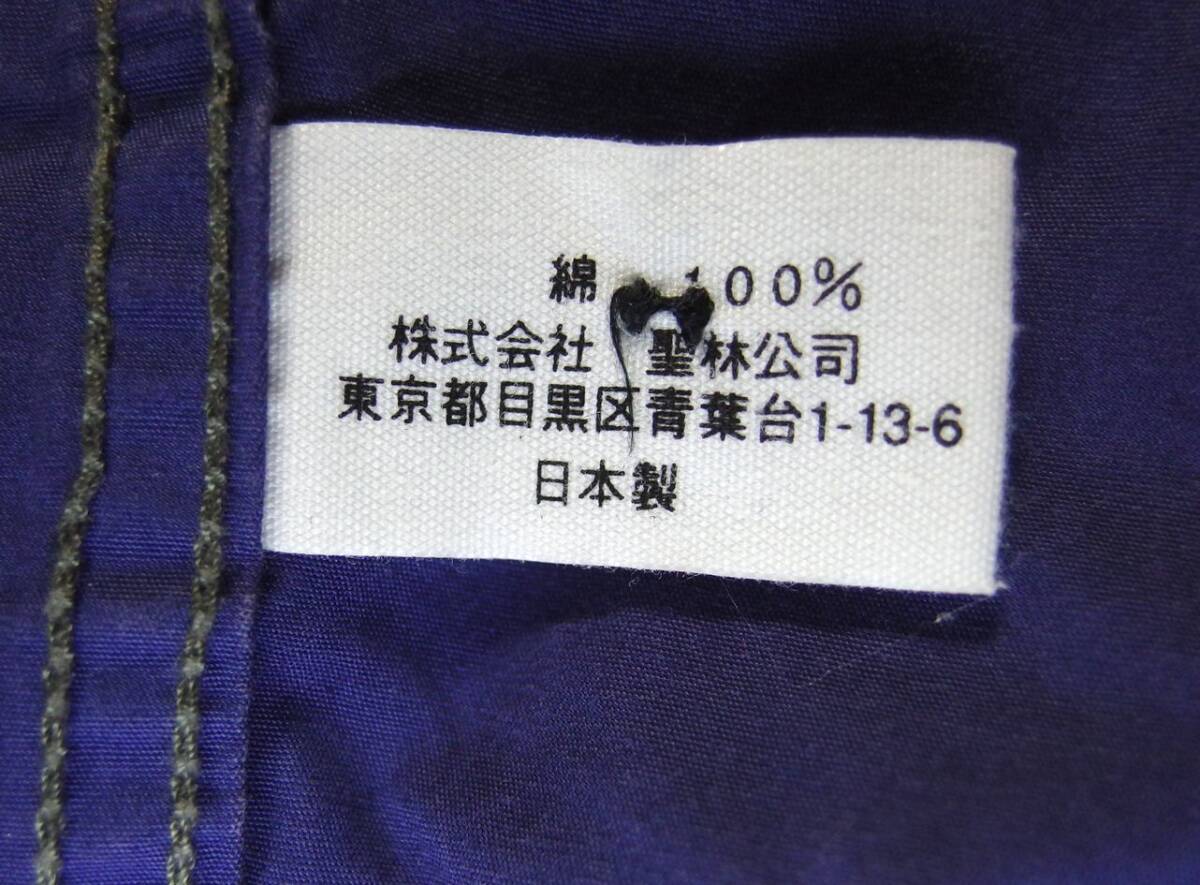 綿 100%
株式会社 聖林公司
東京都目黒区青葉台1-13-6
日本製